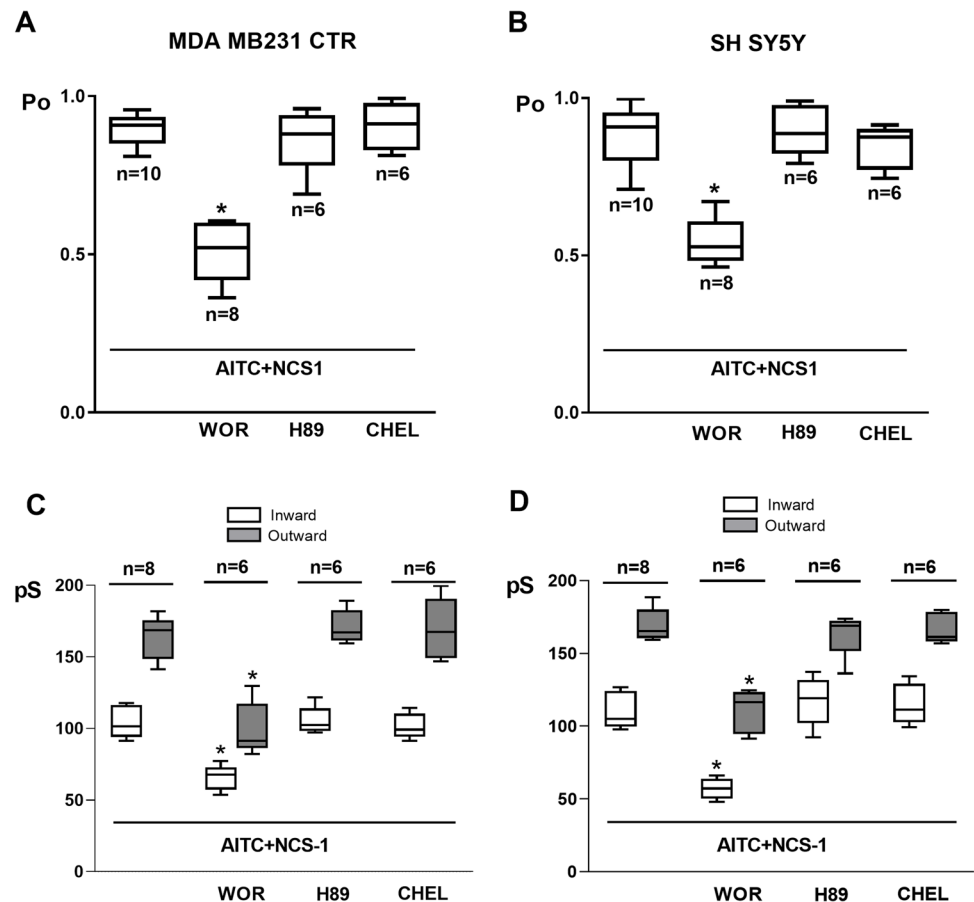 A
MDA MB231 CTR
Po
1.0
n=10
*
n=8
n=6
n=6
0.5
AITC+NCS1
0.0
WOR H89 CHEL
B
SH SY5Y
Po
1.0
n=10
*
n=8
n=6
n=6
0.5
AITC+NCS1
0.0
WOR H89 CHEL
C
Inward
Outward
n=8 n=6 n=6 n=6
pS
200
150
*
*
100
50
AITC+NCS-1
0
WOR H89 CHEL
D
Inward
Outward
n=8 n=6 n=6 n=6
pS
200
150
*
*
100
50
AITC+NCS-1
0
WOR H89 CHEL